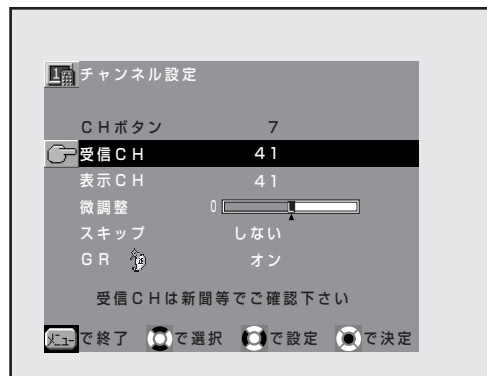 1 チャンネル設定
CHボタン 7
受信CH 41
表示CH 41
微調整 0
スキップ しない
GR オン
受信CHは新聞等でご確認下さい
メニューで終了 で選択 で設定 で決定